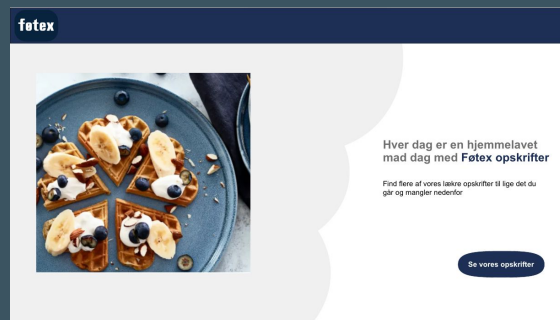 føtex
Hver dag er en hjemmelavet
mad dag med Føtex opskrifter
Find flere af vores lækre opskrifter til lige det du
går og mangler nedenfor
Se vores opskrifter